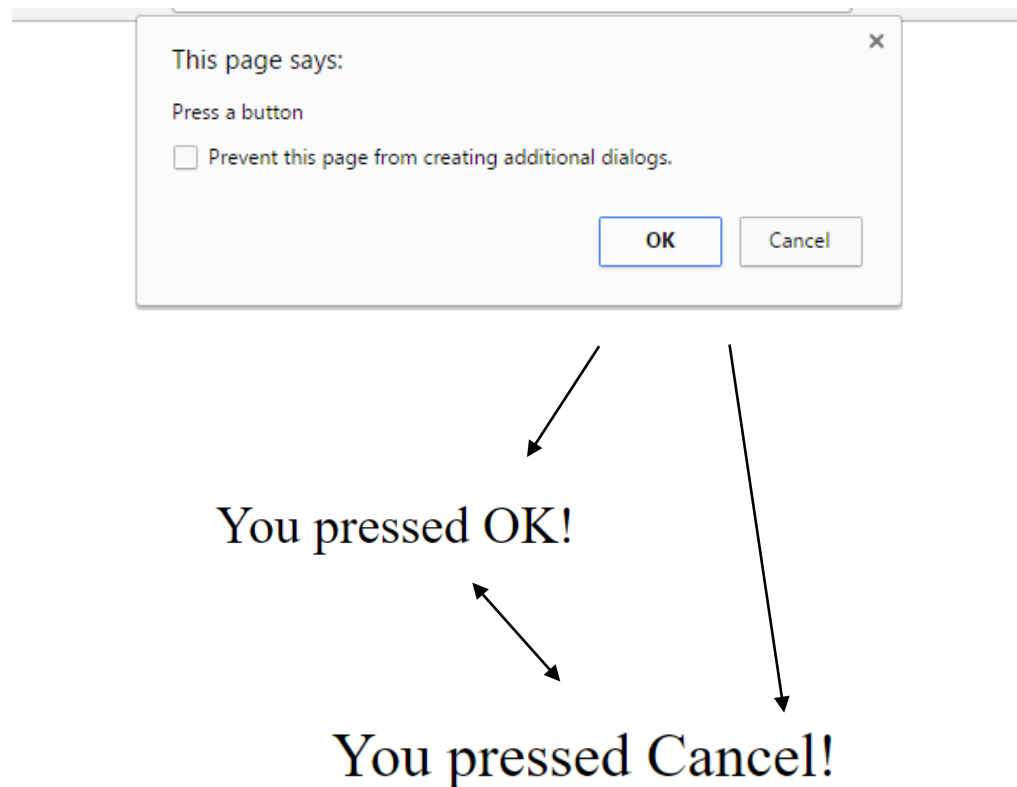 This page says:
Press a button
Prevent this page from creating additional dialogs.
OK Cancel
You pressed OK!
You pressed Cancel!